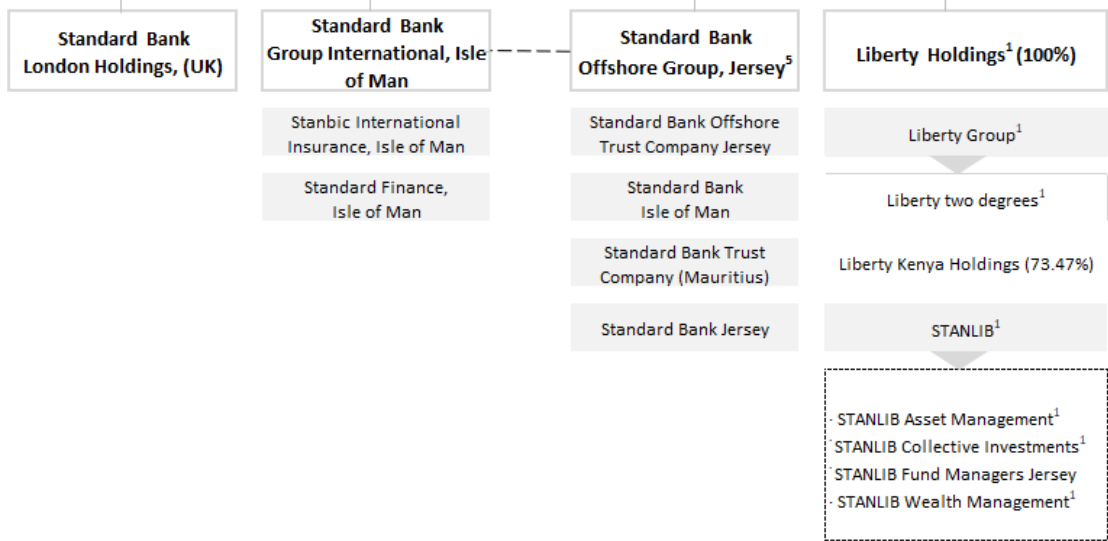 Standard Bank
London Holdings, (UK)
Standard Bank
Group International, Isle
of Man
Standard Bank
Offshore Group, Jersey⁵
Liberty Holdings¹ (100%)
Stanbic International
Insurance, Isle of Man
Standard Finance,
Isle of Man
Standard Bank Offshore
Trust Company Jersey
Standard Bank
Isle of Man
Standard Bank Trust
Company (Mauritius)
Standard Bank Jersey
Liberty Group¹
Liberty two degrees¹
Liberty Kenya Holdings (73.47%)
STANLIB¹
· STANLIB Asset Management¹
· STANLIB Collective Investments¹
· STANLIB Fund Managers Jersey
· STANLIB Wealth Management¹